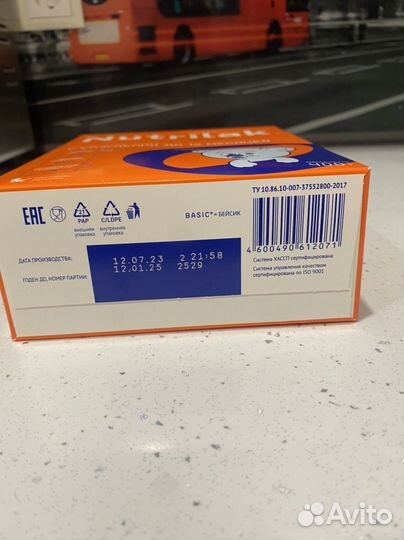 Nutrilak
ТУ 10.86.10-007-37552800-2017
EAC
21
PAP
C/LDPE
внешняя упаковка
внутренняя упаковка
BASIC* – БЕЙСИК
4 600490 612071
ДАТА ПРОИЗВОДСТВА:
12.07.23 2 21:58
ГОДЕН ДО, НОМЕР ПАРТИИ:
12.01.25 2529
Система ХАССП сертифицирована
Система управления качеством
сертифицирована по ISO 9001
Avito